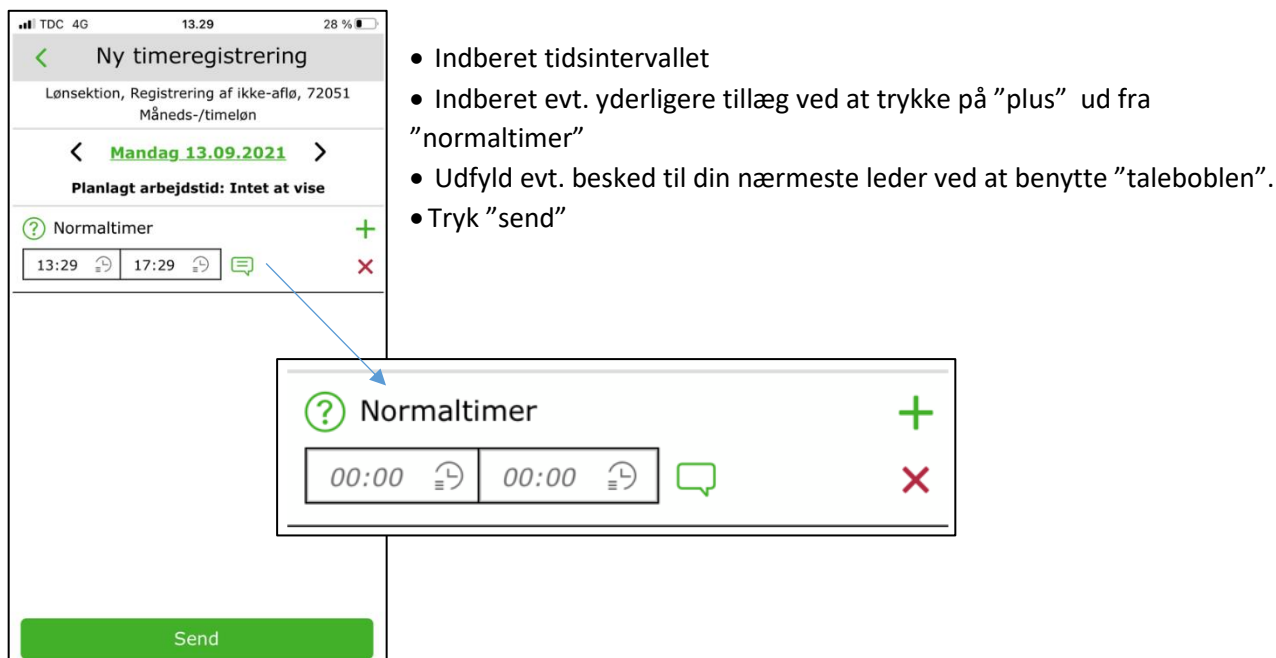 TDC 4G 13.29 28 %
Ny timeregistrering
Lønsektion, Registrering af ikke-aflø, 72051
Måneds-/timeløn
Mandag 13.09.2021
Planlagt arbejdstid: Intet at vise
? Normaltimer +
13:29 17:29
Send
• Indberet tidsintervallet
• Indberet evt. yderligere tillæg ved at trykke på ”plus” ud fra
”normaltimer”
• Udfyld evt. besked til din nærmeste leder ved at benytte ”taleboblen”.
• Tryk ”send”
? Normaltimer +
00:00 00:00